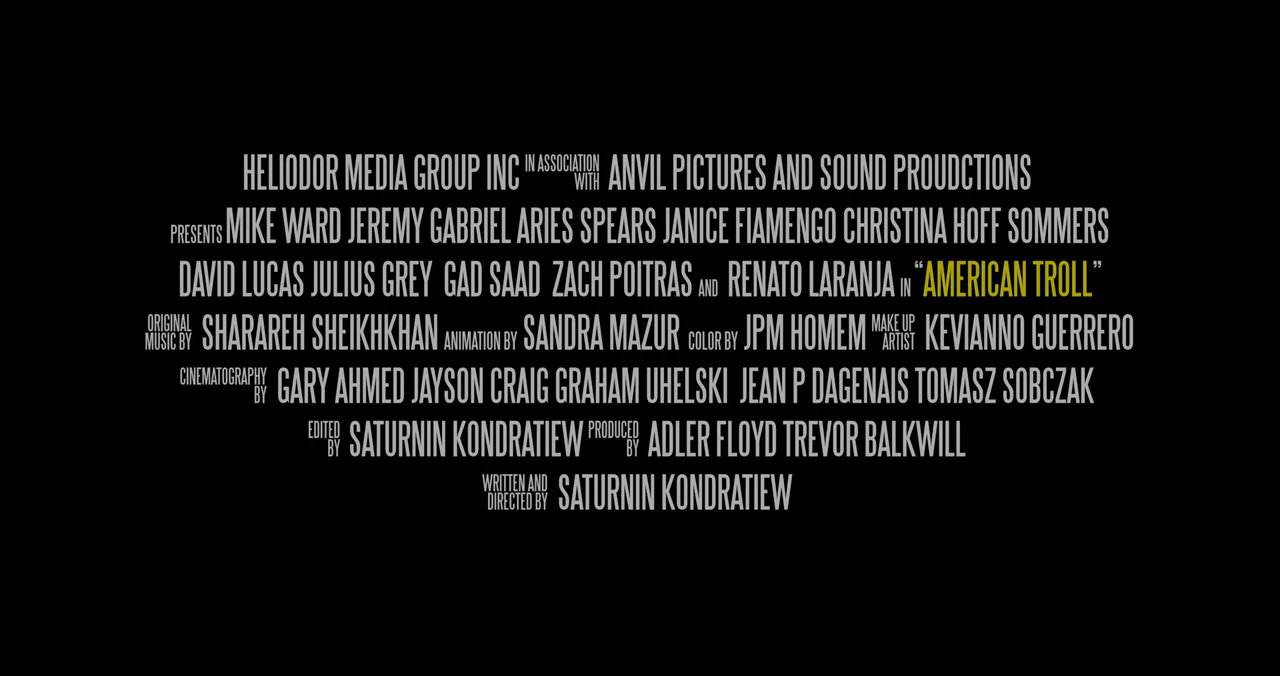 HELIODOR MEDIA GROUP INC IN ASSOCIATION WITH ANVIL PICTURES AND SOUND PROUDCTIONS
PRESENTS MIKE WARD JEREMY GABRIEL ARIES SPEARS JANICE FIAMENGO CHRISTINA HOFF SOMMERS
DAVID LUCAS JULIUS GREY GAD SAAD ZACH POITRAS AND RENATO LARANJA IN “AMERICAN TROLL”
ORIGINAL MUSIC BY SHARAREH SHEIKHKHAN ANIMATION BY SANDRA MAZUR COLOR BY JPM HOMEM MAKE UP ARTIST KEVIANNO GUERRERO
CINEMATOGRAPHY BY GARY AHMED JAYSON CRAIG GRAHAM UHELSKI JEAN P DAGENAIS TOMASZ SOBCZAK
EDITED BY SATURNIN KONDRATIEW PRODUCED BY ADLER FLOYD TREVOR BALKWILL
WRITTEN AND DIRECTED BY SATURNIN KONDRATIEW